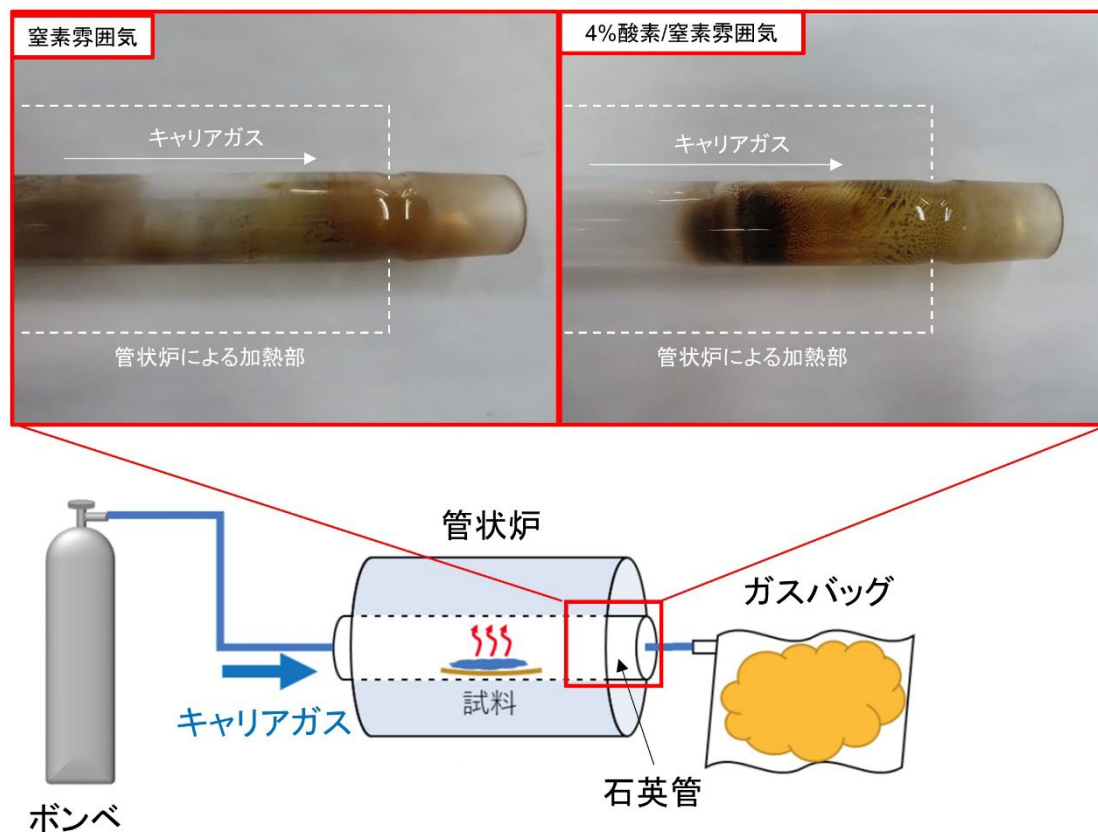 窒素雰囲気
4%酸素/窒素雰囲気
キャリアガス
キャリアガス
管状炉による加熱部
管状炉による加熱部
管状炉
ガスバッグ
試料
キャリアガス
石英管
ボンベ